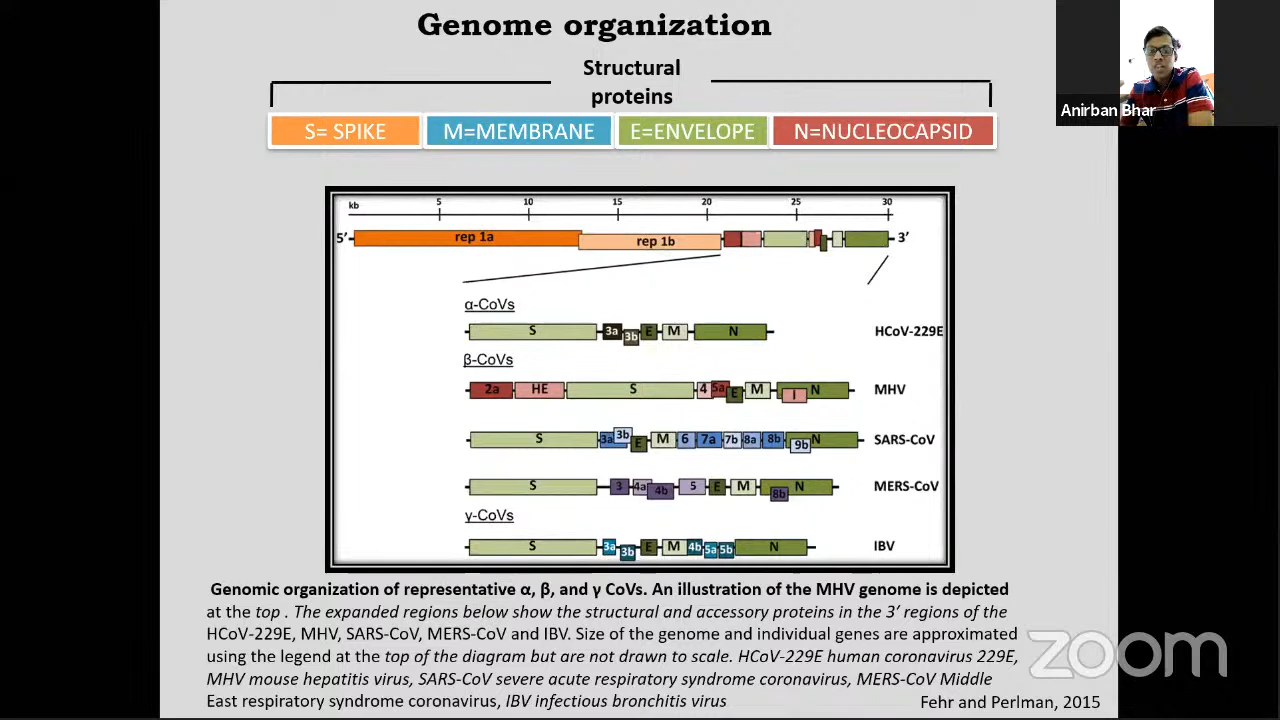 Genome organization
Structural
proteins
S= SPIKE M=MEMBRANE E=ENVELOPE N=NUCLEOCAPSID
Anirban Bhar
kb 5 10 15 20 25 30
5’ rep 1a rep 1b 3’
α-CoVs
S 3a 3b E M N HCoV-229E
β-CoVs
2a HE S 4 5a E M I N MHV
S 3a 3b E M 6 7a 7b 8a 8b 9b N SARS-CoV
S 3 4a 4b 5 E M 8b N MERS-CoV
γ-CoVs
S 3a 3b E M 4b 5a 5b N IBV
Genomic organization of representative α, β, and γ CoVs. An illustration of the MHV genome is depicted
at the top . The expanded regions below show the structural and accessory proteins in the 3′ regions of the
HCoV-229E, MHV, SARS-CoV, MERS-CoV and IBV. Size of the genome and individual genes are approximated
using the legend at the top of the diagram but are not drawn to scale. HCoV-229E human coronavirus 229E,
MHV mouse hepatitis virus, SARS-CoV severe acute respiratory syndrome coronavirus, MERS-CoV Middle
East respiratory syndrome coronavirus, IBV infectious bronchitis virus
Fehr and Perlman, 2015
zoom